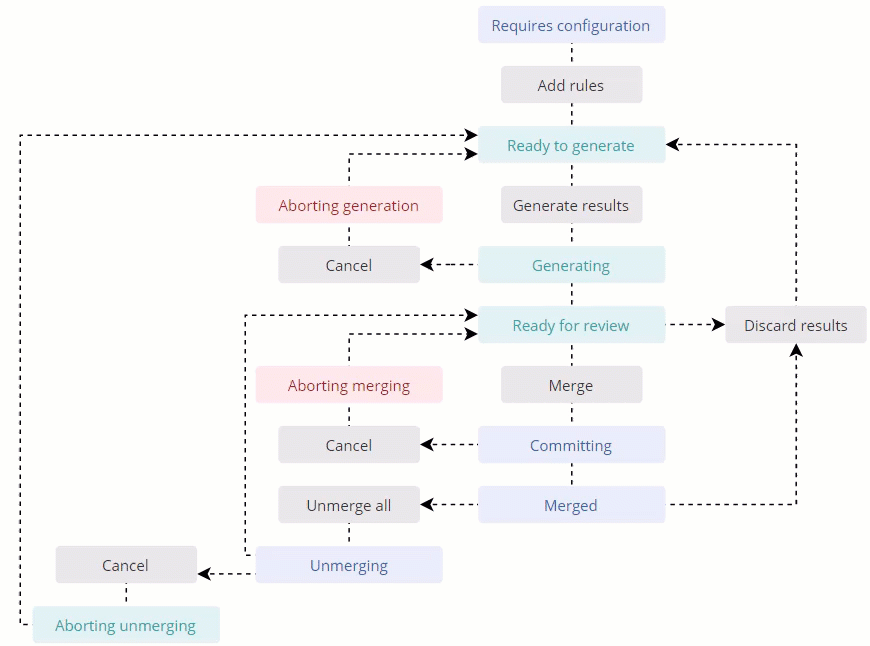 Requires configuration
Add rules
Ready to generate
Aborting generation
Generate results
Cancel
Generating
Ready for review
Discard results
Aborting merging
Merge
Cancel
Committing
Unmerge all
Merged
Cancel
Unmerging
Aborting unmerging